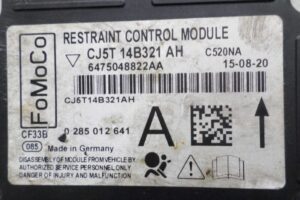 FoMoCo
RESTRAINT CONTROL MODULE
CJ5T 14B321 AH C520NA
6475048822AA 15-08-20
CJ5T14B321AH
CF33B 0 285 012 641 A
085 Made in Germany
DISASSEMBLY OF MODULE FROM VEHICLE BY
AUTHORIZED SERVICE PERSONNEL ONLY
DANGER OF INJURY AND MALFUNCTION